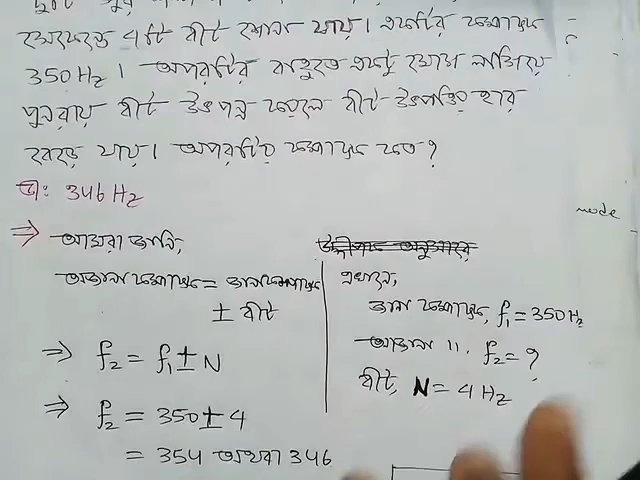 সেকেন্ডে 4টি বীট শোনা যায়। একটির কম্পাঙ্ক
350 Hz। অপরটির বাহুতে একটু মোম লাগিয়ে
পুনরায় বীট উৎপন্ন করলে বীট উৎপত্তির হার
বেড়ে যায়। অপরটির কম্পাঙ্ক কত?
উ: 346 Hz
mode
⇒ আমরা জানি,
অজানা কম্পাঙ্ক = জানা কম্পাঙ্ক
± বীট
⇒ f₂ = f₁ ± N
⇒ f₂ = 350 ± 4
= 354 অথবা 346
এখানে,
জানা কম্পাঙ্ক, f₁ = 350 Hz
অজানা ", f₂ = ?
বীট, N = 4 Hz